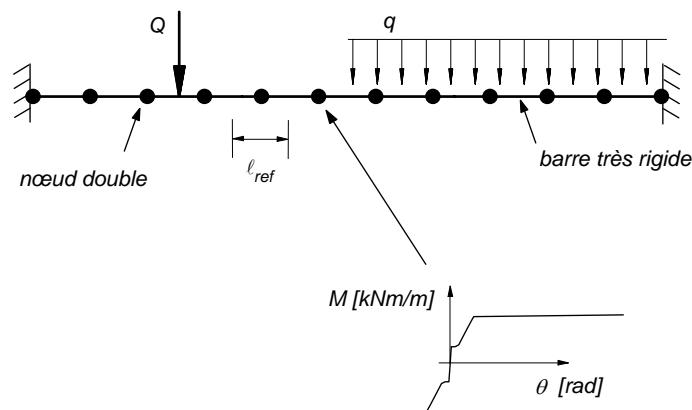 Q
q
nœud double
ℓref
barre très rigide
M [kNm/m]
θ [rad]